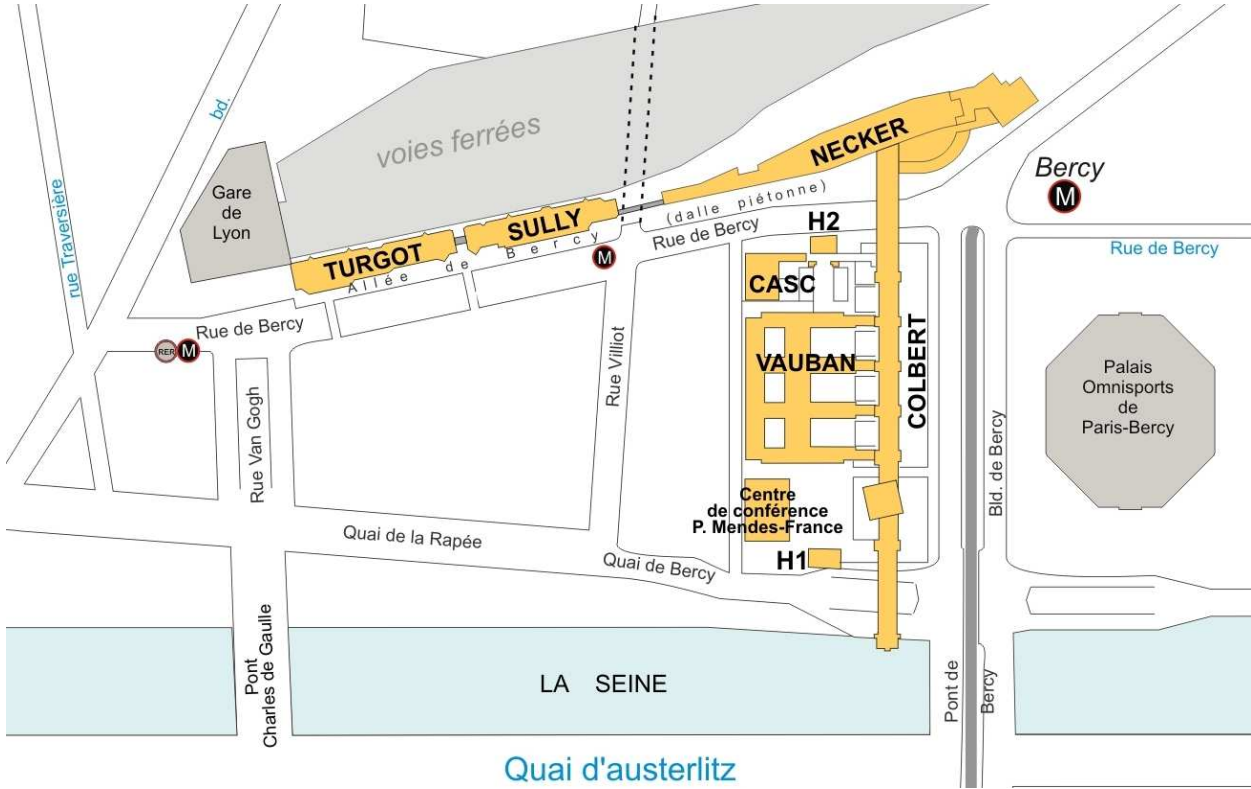 rue Traversière
bd.
voies ferrées
Gare
de
Lyon
TURGOT
SULLY
NECKER
Allée de Bercy
(dalle piétonne)
Rue de Bercy
M
Bercy
M
Rue de Bercy
Rue de Bercy
RER
M
H2
CASC
VAUBAN
COLBERT
Rue Villiot
Rue Van Gogh
Palais
Omnisports
de
Paris-Bercy
Bld. de Bercy
Centre
de conférence
P. Mendes-France
H1
Quai de la Rapée
Quai de Bercy
Pont
Charles de Gaulle
LA SEINE
Pont de
Bercy
Quai d'austerlitz